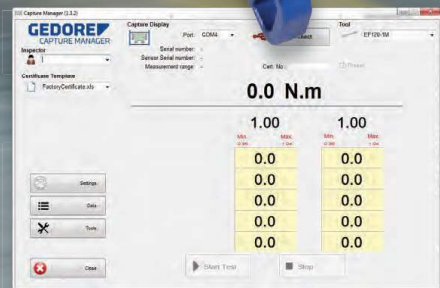 Capture Manager (1.3.2)
GEDORE
CAPTURE MANAGER
Inspector
Certificate Template
FactoryCertificate.xls
Capture Display
Port: COM4
Serial number: -
Sensor Serial number: -
Measurement range: -
Cert. No.
Tool
EF120-1M
0.0 N.m
1.00 1.00
Min. Max. Min. Max.
0.0 0.0
0.0 0.0
0.0 0.0
0.0 0.0
0.0 0.0
Settings
Data
Tools
Close
Start Test
Stop